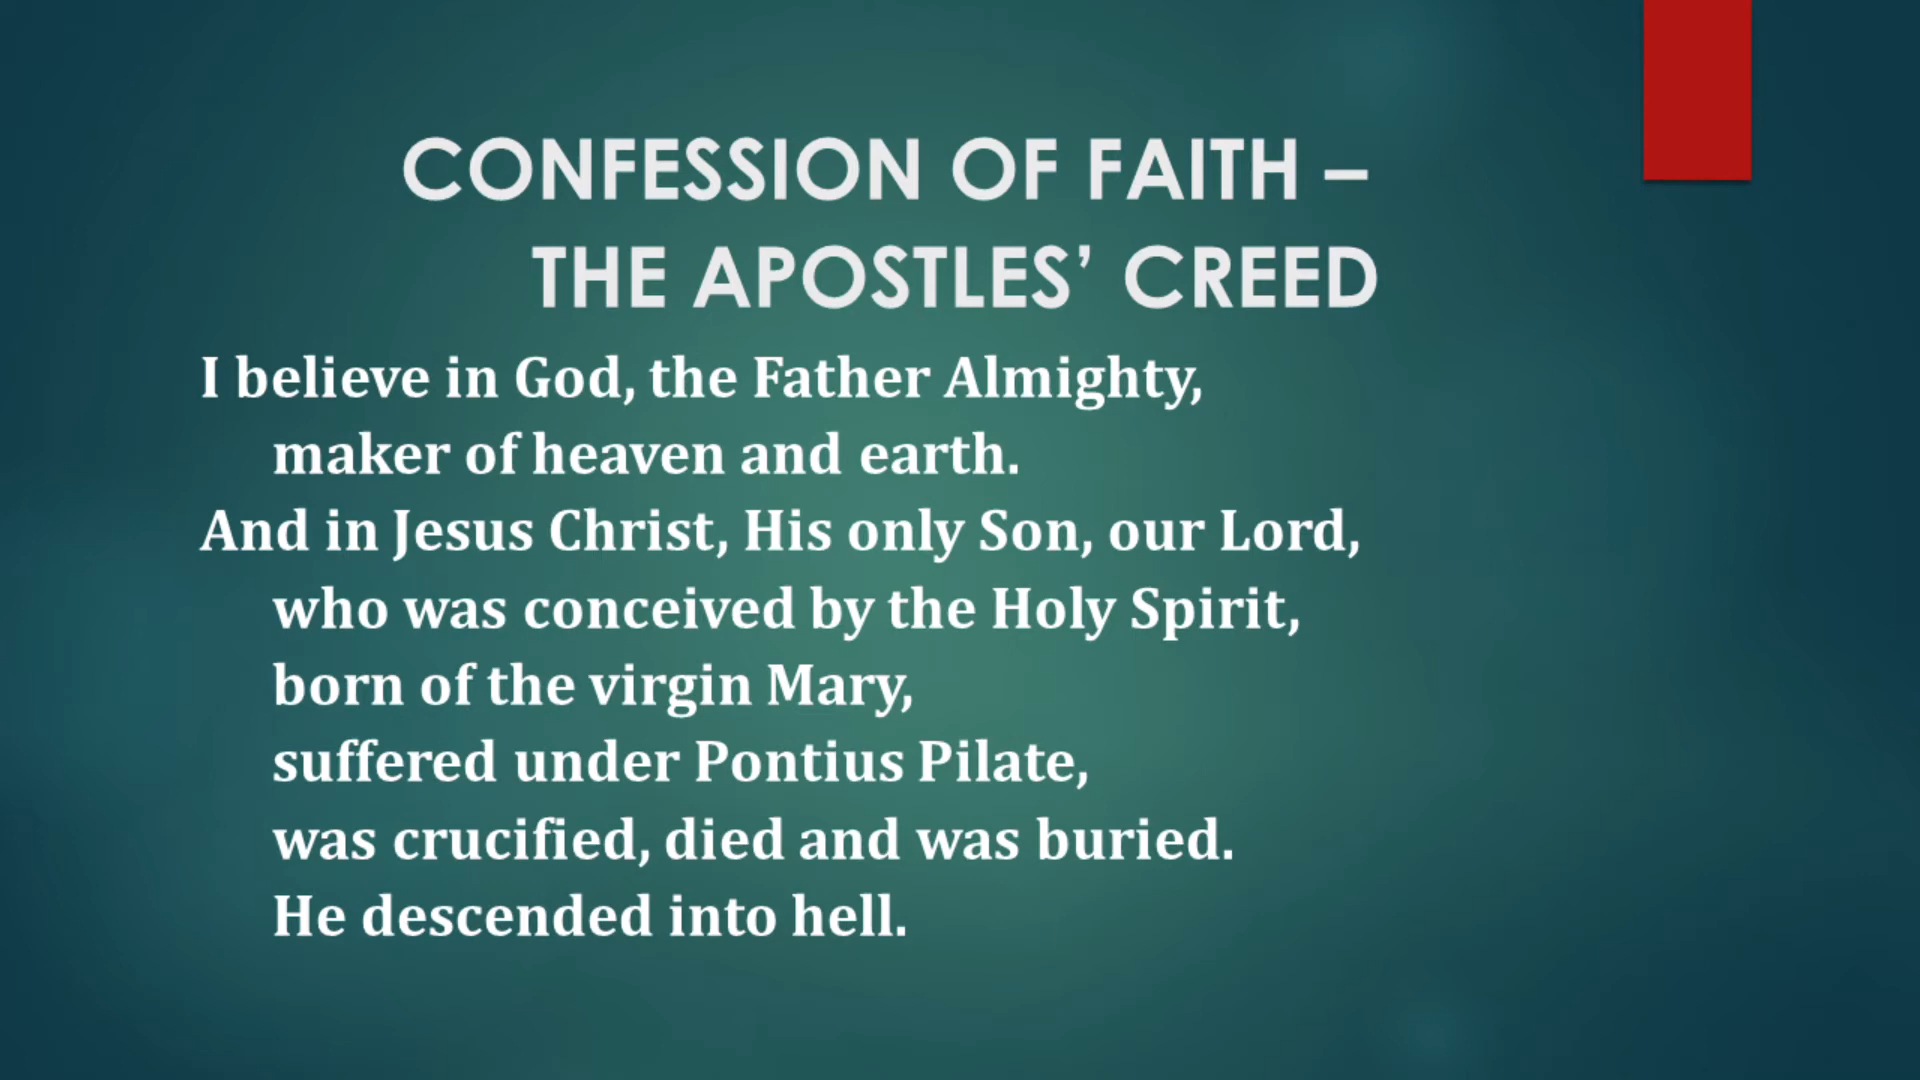 CONFESSION OF FAITH –
THE APOSTLES’ CREED
I believe in God, the Father Almighty,
maker of heaven and earth.
And in Jesus Christ, His only Son, our Lord,
who was conceived by the Holy Spirit,
born of the virgin Mary,
suffered under Pontius Pilate,
was crucified, died and was buried.
He descended into hell.